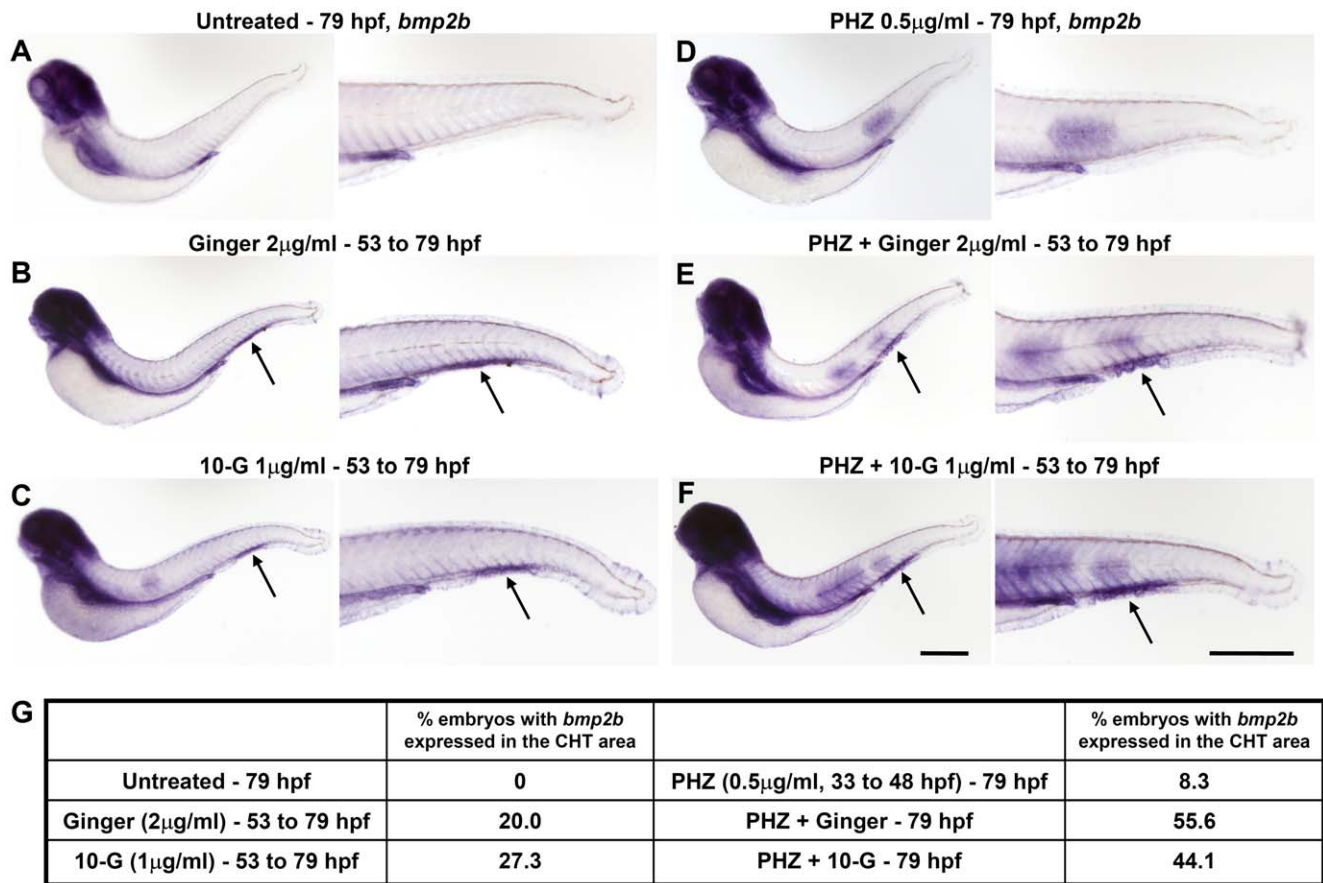 Untreated - 79 hpf, bmp2b
PHZ 0.5μg/ml - 79 hpf, bmp2b
A
D
Ginger 2μg/ml - 53 to 79 hpf
PHZ + Ginger 2μg/ml - 53 to 79 hpf
B
E
10-G 1μg/ml - 53 to 79 hpf
PHZ + 10-G 1μg/ml - 53 to 79 hpf
C
F
G
% embryos with bmp2b
expressed in the CHT area
% embryos with bmp2b
expressed in the CHT area
Untreated - 79 hpf
0
PHZ (0.5μg/ml, 33 to 48 hpf) - 79 hpf
8.3
Ginger (2μg/ml) - 53 to 79 hpf
20.0
PHZ + Ginger - 79 hpf
55.6
10-G (1μg/ml) - 53 to 79 hpf
27.3
PHZ + 10-G - 79 hpf
44.1